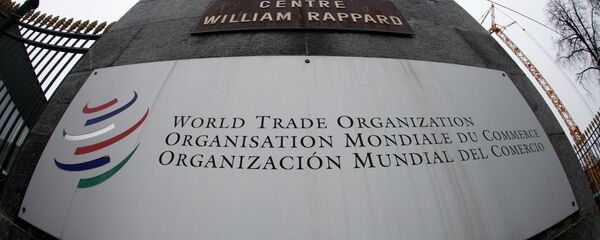 CENTRE
WILLIAM RAPPARD
WORLD TRADE ORGANIZATION
ORGANISATION MONDIALE DU COMMERCE
ORGANIZACIÓN MUNDIAL DEL COMERCIO